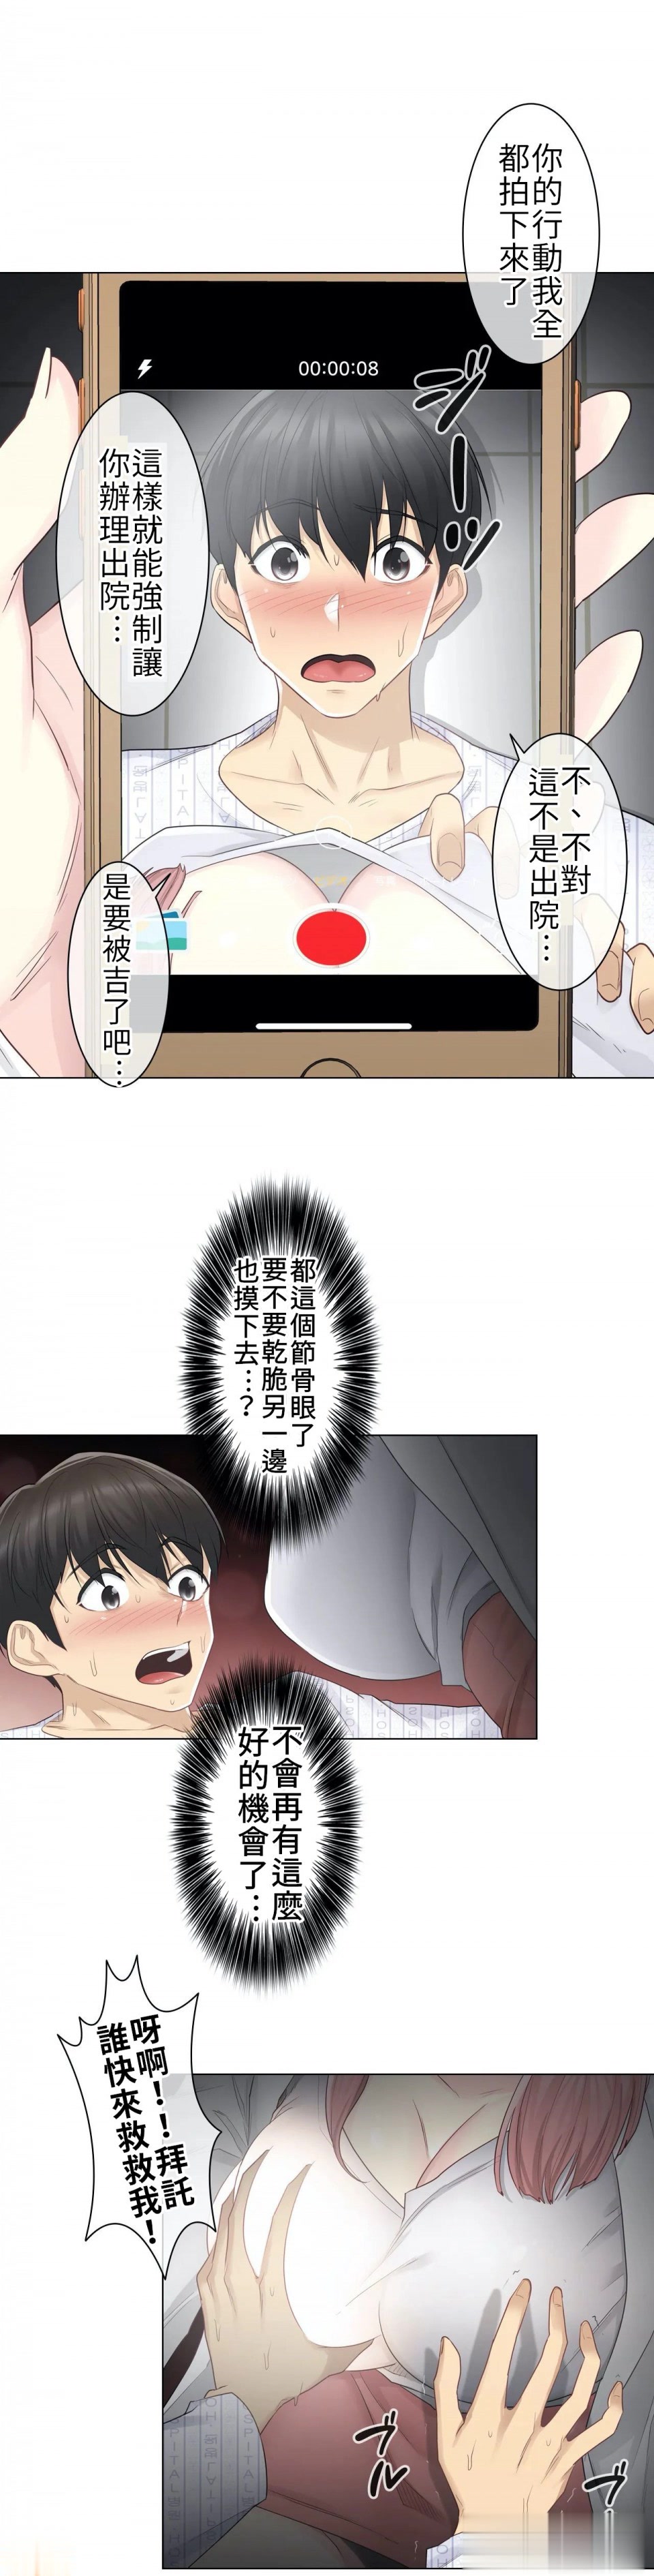 你的行動我全
都拍下來了
00:00:08
這樣就能強制讓
你辦理出院…
不、不對
這不是出院…
是要被吉了吧…
都這個節骨眼了
要不要乾脆另一邊
也摸下去…?
不會再有這麼
好的機會了…
呀啊!!拜託
誰快來救救我!
ブル
ブ